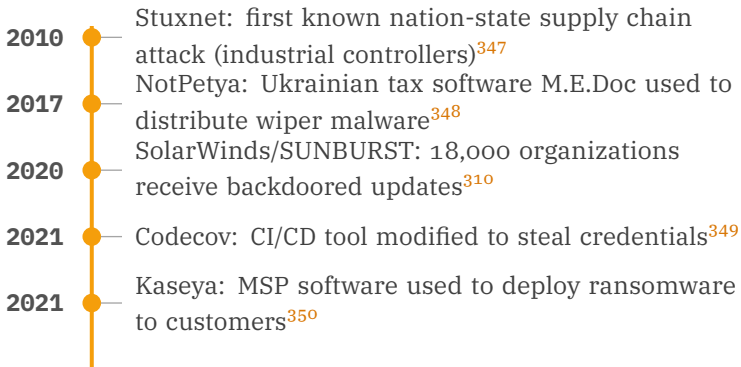 2010
Stuxnet: first known nation-state supply chain
attack (industrial controllers)347
2017
NotPetya: Ukrainian tax software M.E.Doc used to
distribute wiper malware348
2020
SolarWinds/SUNBURST: 18,000 organizations
receive backdoored updates310
2021
Codecov: CI/CD tool modified to steal credentials349
2021
Kaseya: MSP software used to deploy ransomware
to customers350